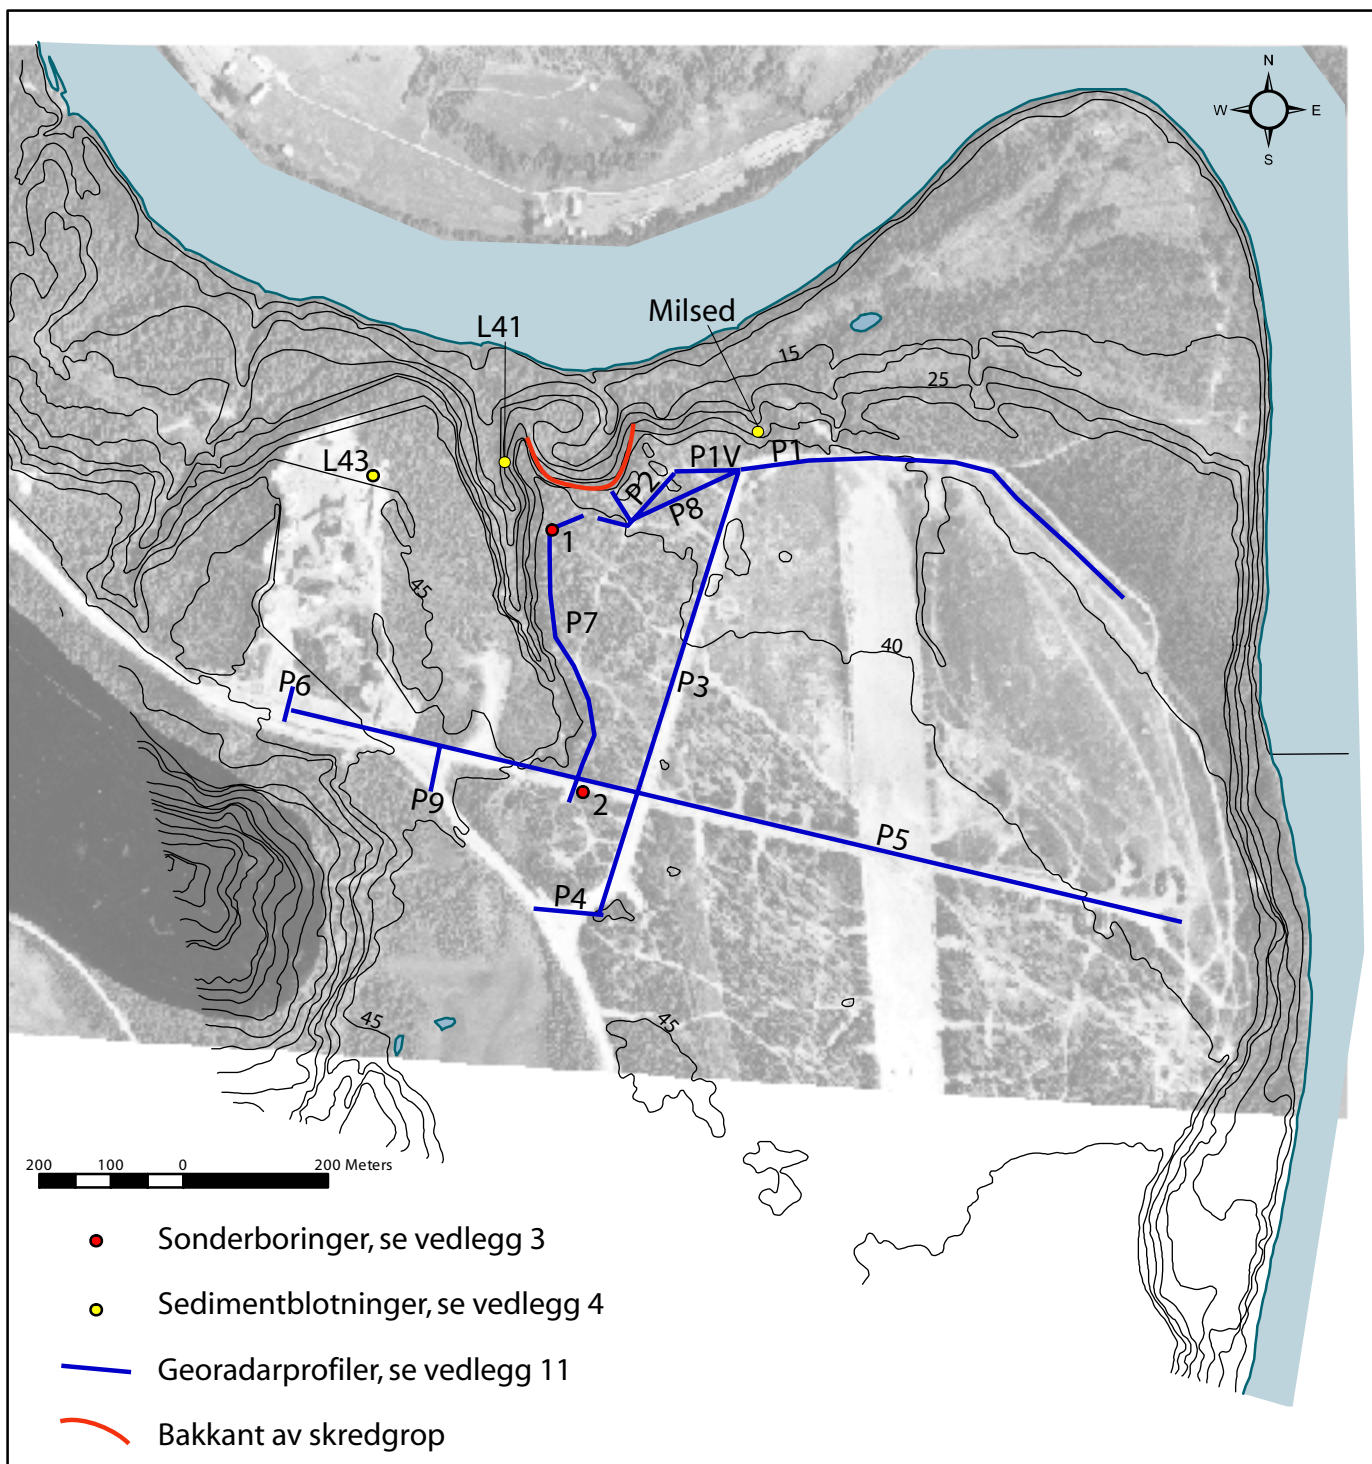 N
W E
S
Milsed
L41
15
25
P1V P1
L43
P2
P8
1
45
P7
40
P6
P3
P9
2
P5
P4
45
45
200 100 0 200 Meters
Sonderboringer, se vedlegg 3
Sedimentblotninger, se vedlegg 4
Georadarprofiler, se vedlegg 11
Bakkant av skredgrop